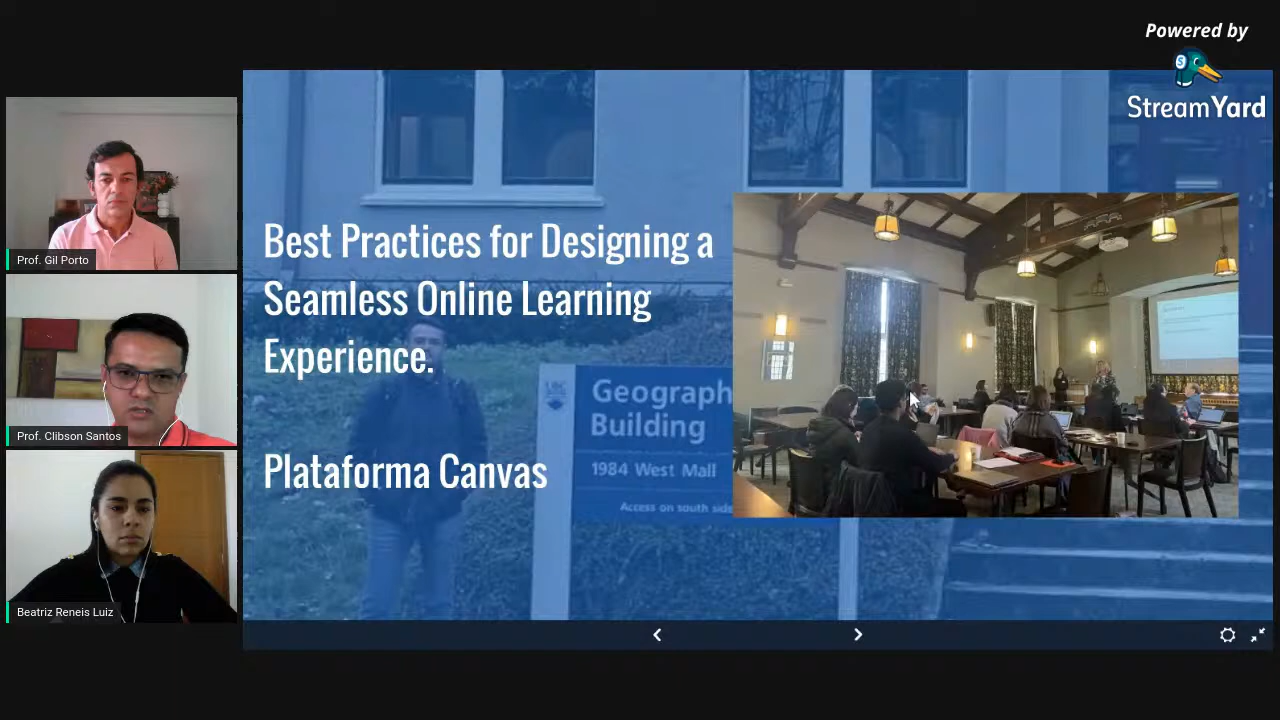 Powered by
StreamYard
Prof. Gil Porto
Prof. Clibson Santos
Beatriz Reneis Luiz
Best Practices for Designing a
Seamless Online Learning
Experience.
Plataforma Canvas
UBC
Geograph
Building
1984 West Mall
Access on south side